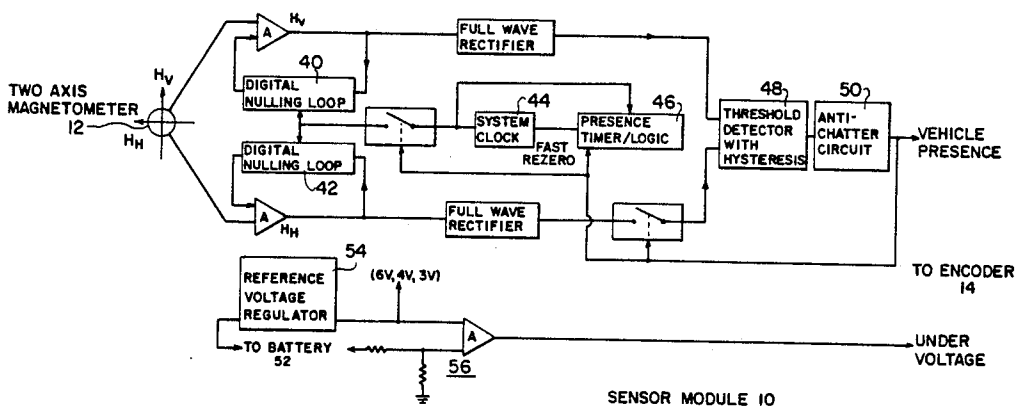 HV
A
FULL WAVE
RECTIFIER
40
DIGITAL
NULLING LOOP
HV
TWO AXIS
MAGNETOMETER
12
HH
44
SYSTEM
CLOCK
FAST
REZERO
46
PRESENCE
TIMER/LOGIC
48
THRESHOLD
DETECTOR
WITH
HYSTERESIS
50
ANTI-
CHATTER
CIRCUIT
VEHICLE
PRESENCE
DIGITAL
NULLING LOOP
42
A
HH
FULL WAVE
RECTIFIER
54
REFERENCE
VOLTAGE
REGULATOR
(6V, 4V, 3V)
TO ENCODER
14
TO BATTERY
52
A
56
UNDER
VOLTAGE
SENSOR MODULE 10